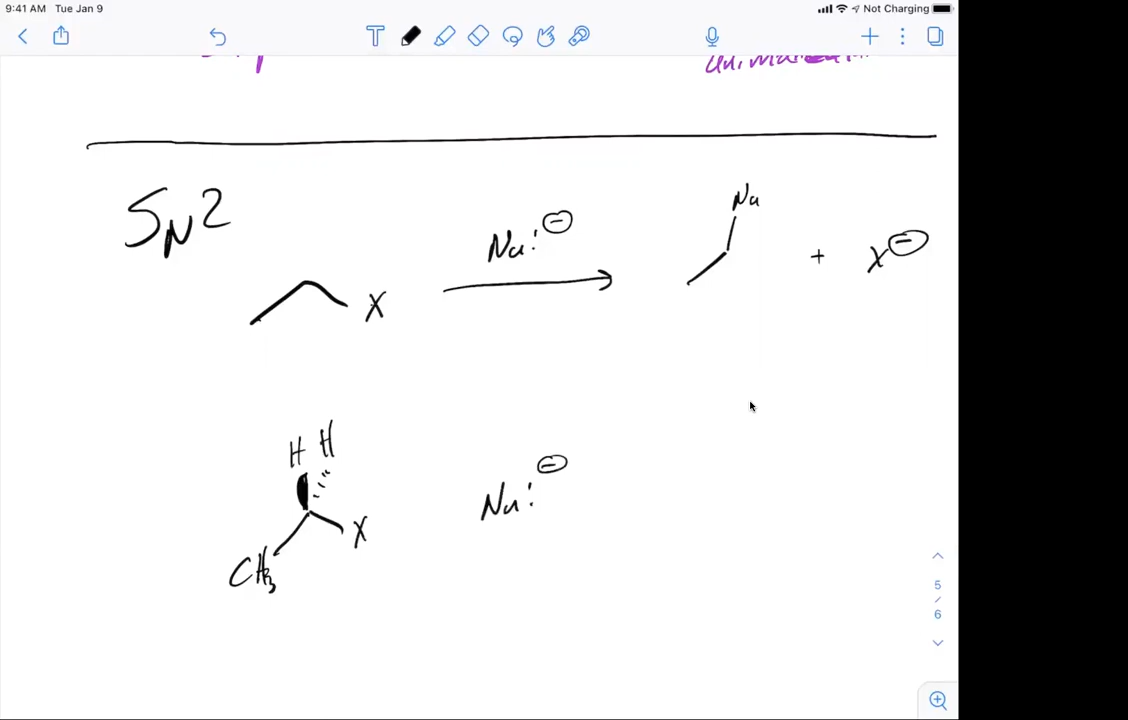 9:41 AM Tue Jan 9
Not Charging
T
SN2
Nu:⊖
Nu
+ X⊖
X
H H
Nu:⊖
X
CH3
5
/
6